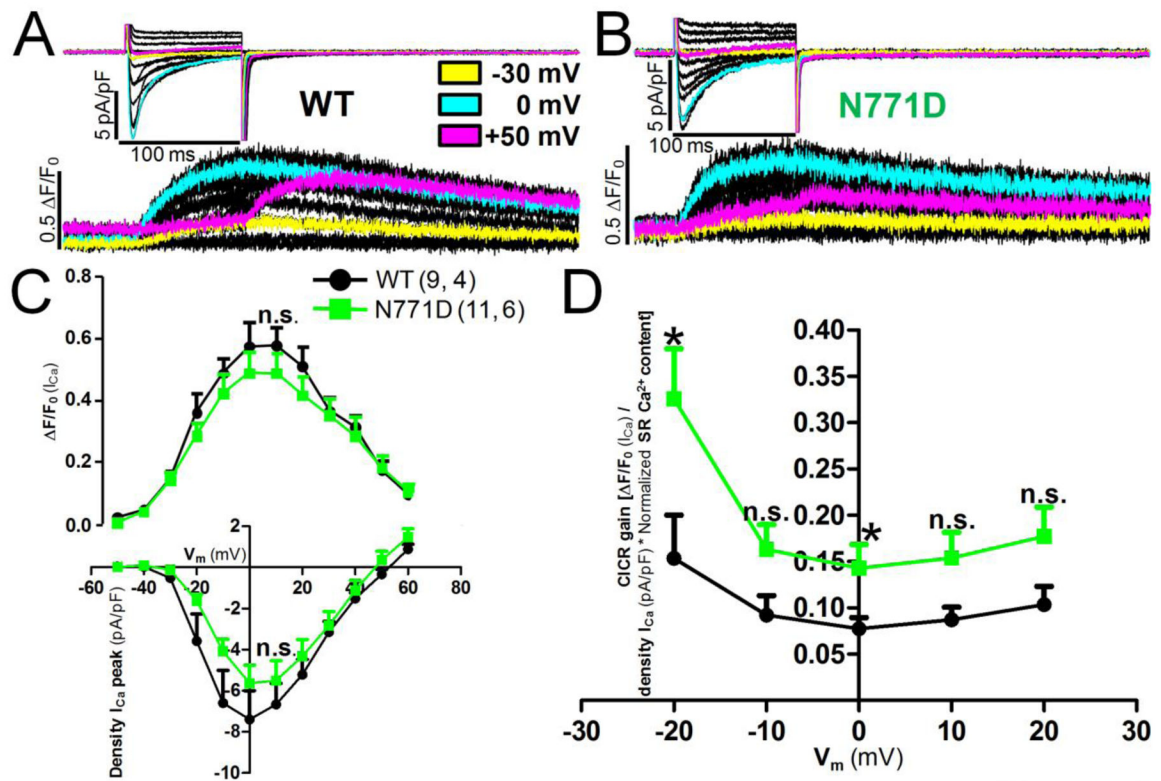 A
5 pA/pF
WT
100 ms
-30 mV
0 mV
+50 mV
0.5 ΔF/F0
B
5 pA/pF
N771D
100 ms
0.5 ΔF/F0
C
WT (9, 4)
N771D (11, 6)
ΔF/F0 (ICa)
0.8
0.6
0.4
0.2
0.0
n.s.
Density ICa peak (pA/pF)
Vm (mV)
-60 -40 -20 20 40 60 80
2
-2
-4
-6
-8
-10
n.s.
D
CICR gain [ΔF/F0 (ICa) /
density ICa (pA/pF) * Normalized SR Ca2+ content]
0.40
0.35
0.30
0.25
0.20
0.15
0.10
0.05
* n.s. * n.s. n.s.
-30 -20 -10 0 10 20 30
Vm (mV)